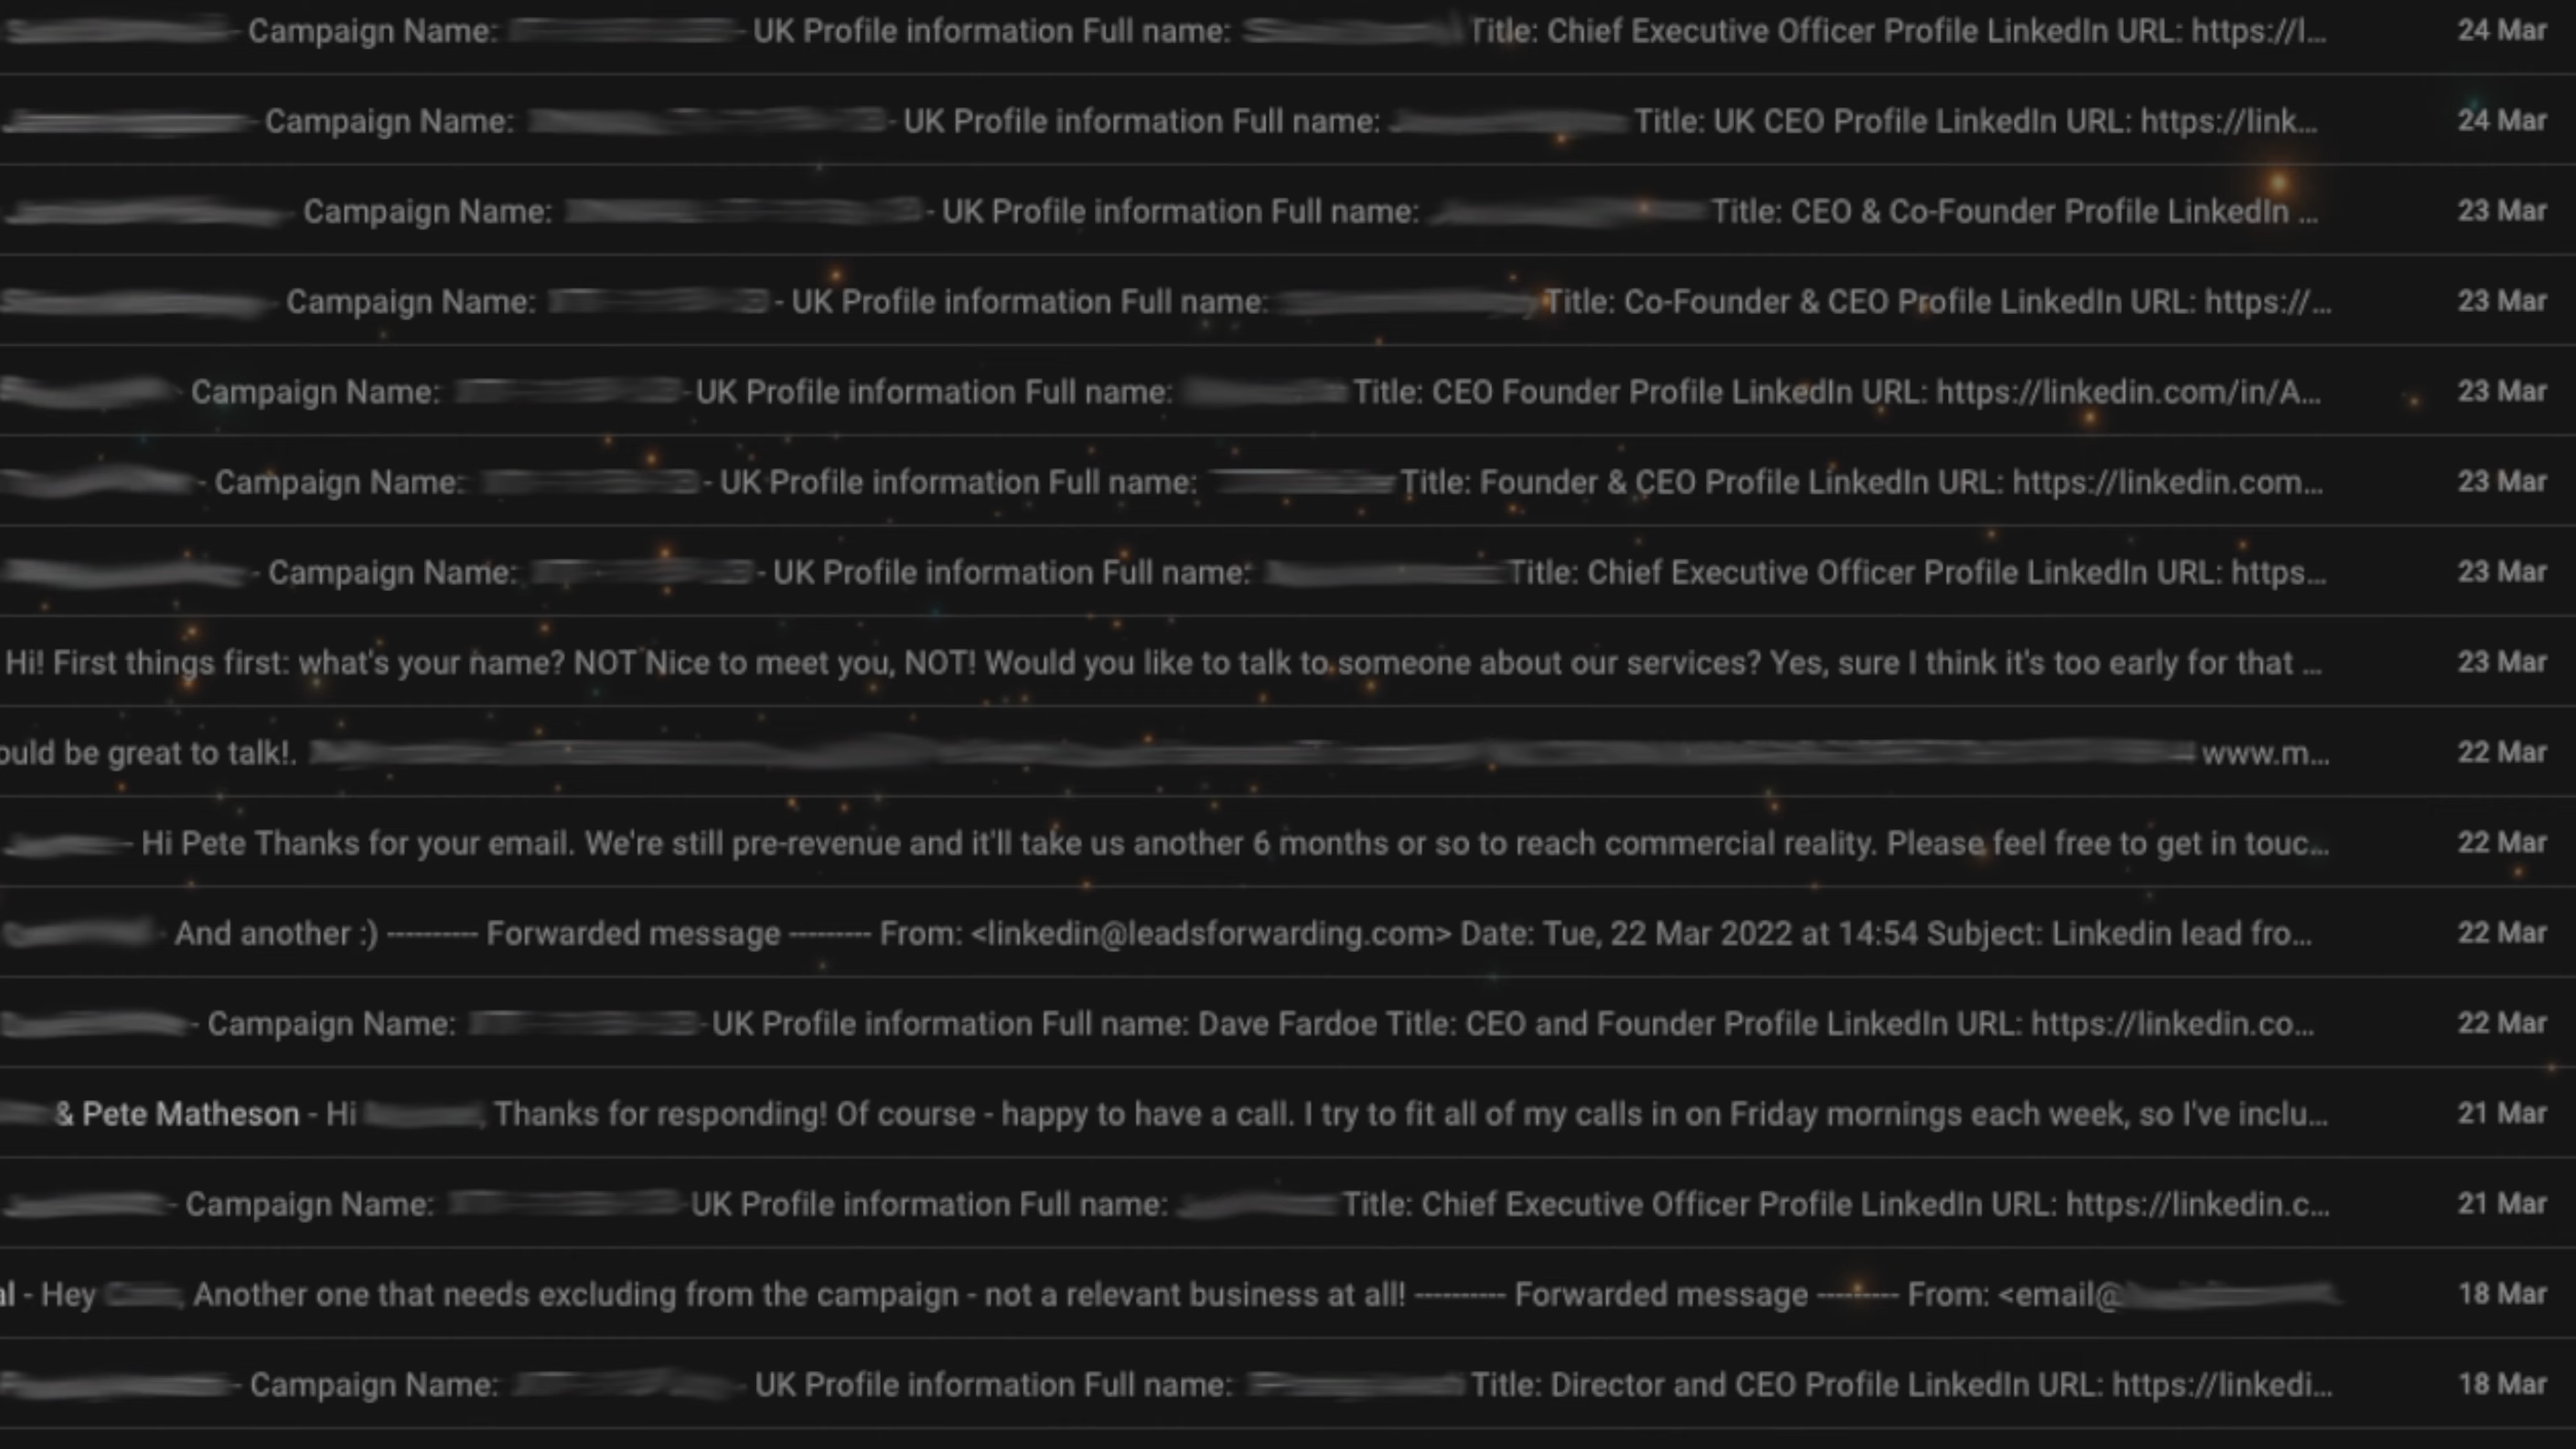 Campaign Name: - UK Profile information Full name: Title: Chief Executive Officer Profile LinkedIn URL: https://l... 24 Mar
- Campaign Name: - UK Profile information Full name: Title: UK CEO Profile LinkedIn URL: https://link... 24 Mar
Campaign Name: - UK Profile information Full name: Title: CEO & Co-Founder Profile LinkedIn ... 23 Mar
Campaign Name: - UK Profile information Full name: Title: Co-Founder & CEO Profile LinkedIn URL: https://... 23 Mar
Campaign Name: - UK Profile information Full name: Title: CEO Founder Profile LinkedIn URL: https://linkedin.com/in/A... 23 Mar
- Campaign Name: - UK Profile information Full name: Title: Founder & CEO Profile LinkedIn URL: https://linkedin.com... 23 Mar
- Campaign Name: - UK Profile information Full name: Title: Chief Executive Officer Profile LinkedIn URL: https... 23 Mar
Hi! First things first: what's your name? NOT Nice to meet you, NOT! Would you like to talk to someone about our services? Yes, sure I think it's too early for that ... 23 Mar
ould be great to talk!. www.m... 22 Mar
- Hi Pete Thanks for your email. We're still pre-revenue and it'll take us another 6 months or so to reach commercial reality. Please feel free to get in touc... 22 Mar
And another :) ---------- Forwarded message --------- From: <linkedin@leadsforwarding.com> Date: Tue, 22 Mar 2022 at 14:54 Subject: Linkedin lead fro... 22 Mar
- Campaign Name: - UK Profile information Full name: Dave Fardoe Title: CEO and Founder Profile LinkedIn URL: https://linkedin.co... 22 Mar
& Pete Matheson - Hi , Thanks for responding! Of course - happy to have a call. I try to fit all of my calls in on Friday mornings each week, so I've inclu... 21 Mar
- Campaign Name: UK Profile information Full name: Title: Chief Executive Officer Profile LinkedIn URL: https://linkedin.c... 21 Mar
al - Hey , Another one that needs excluding from the campaign - not a relevant business at all! ---------- Forwarded message --------- From: <email@ 18 Mar
- Campaign Name: - UK Profile information Full name: Title: Director and CEO Profile LinkedIn URL: https://linkedi... 18 Mar